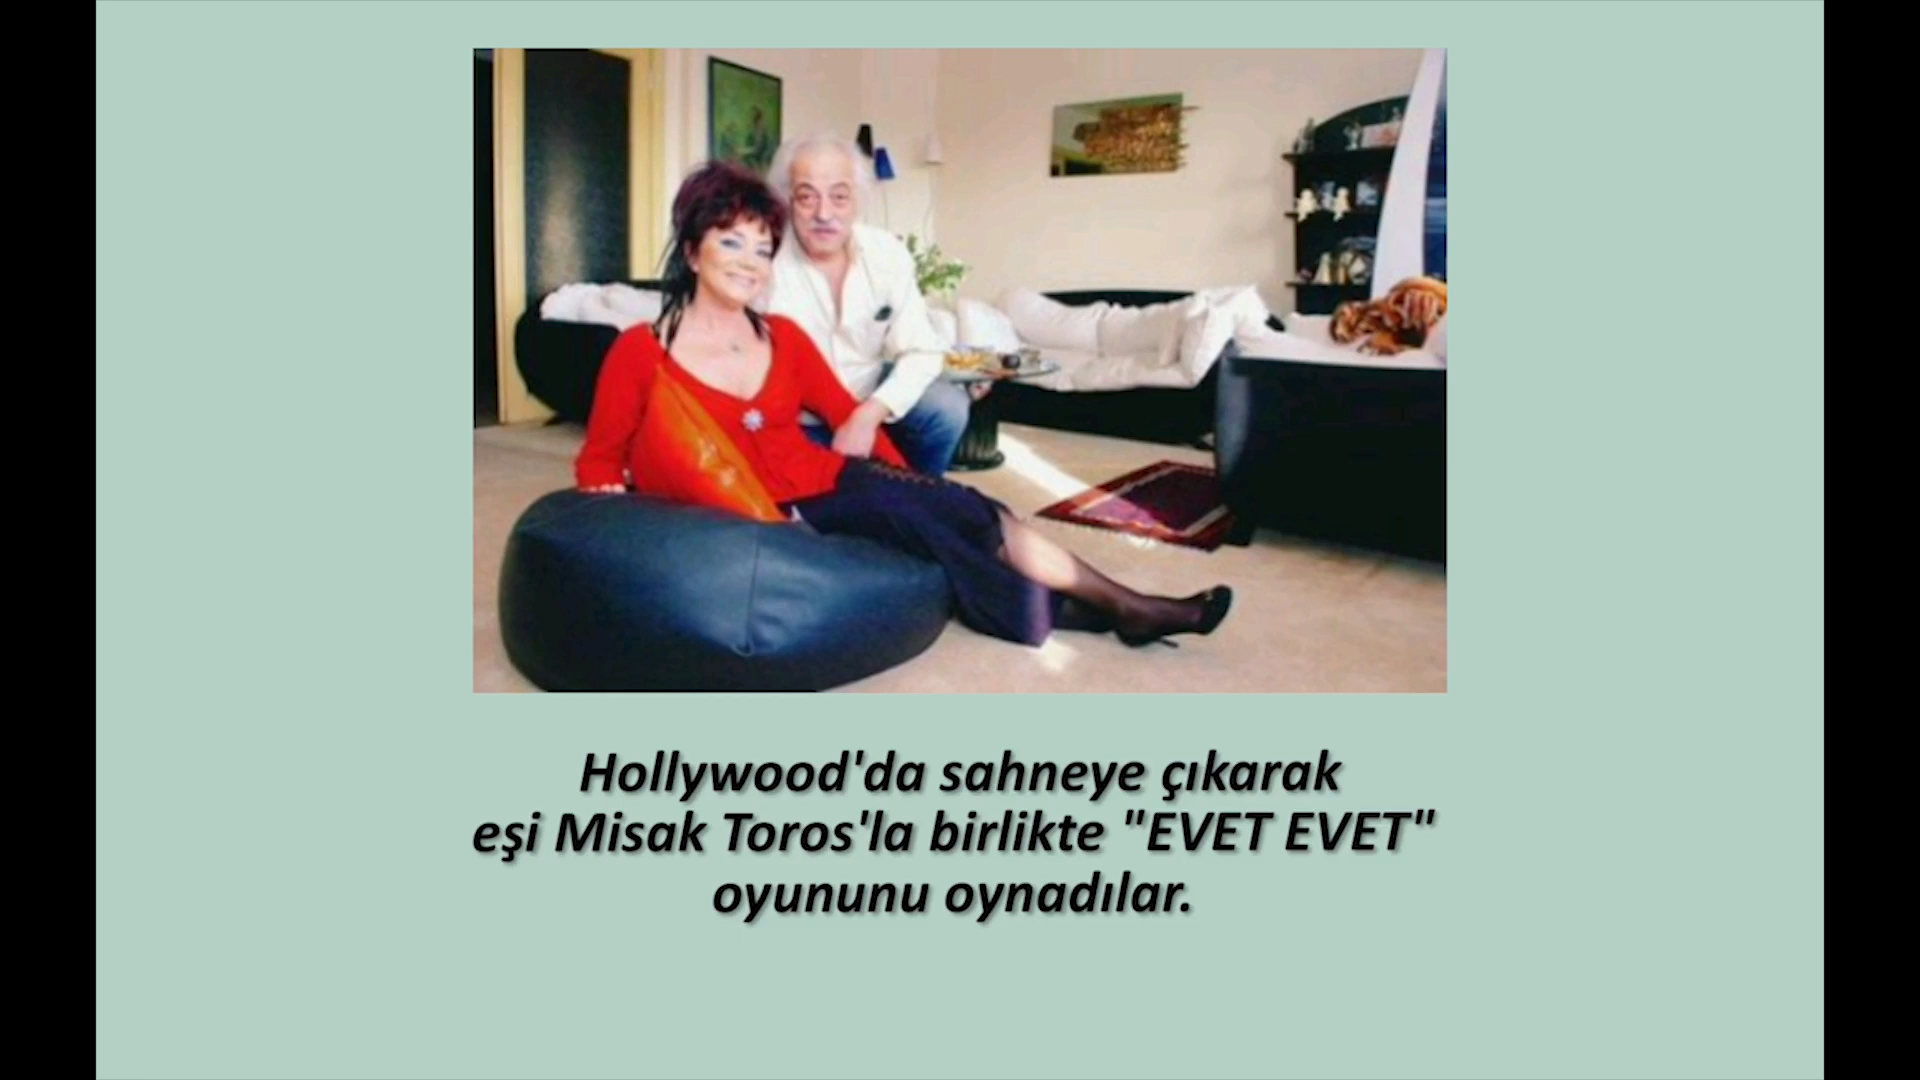 Hollywood'da sahneye çıkarak
eşi Misak Toros'la birlikte "EVET EVET"
oyununu oynadılar.